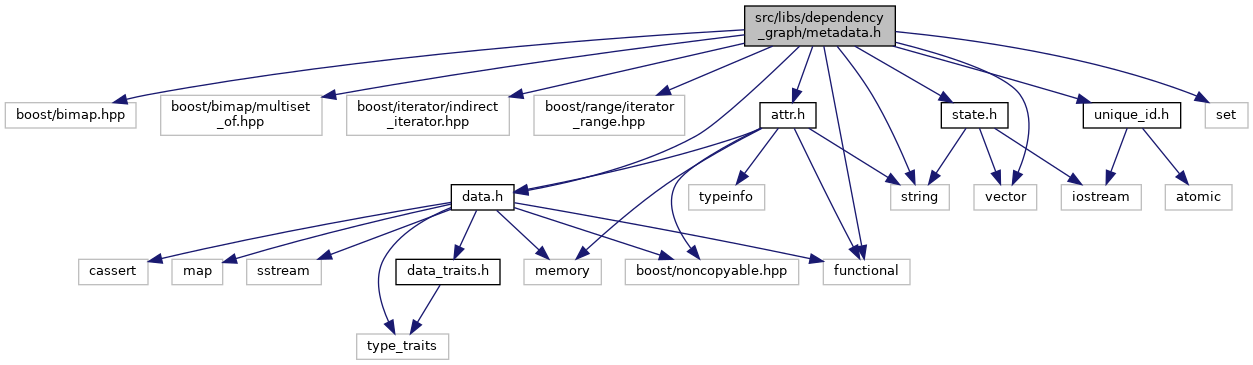 src/libs/dependency
_graph/metadata.h
boost/bimap.hpp
boost/bimap/multiset
_of.hpp
boost/iterator/indirect
_iterator.hpp
boost/range/iterator
_range.hpp
attr.h
state.h
unique_id.h
set
data.h
typeinfo
string
vector
iostream
atomic
cassert
map
sstream
data_traits.h
memory
boost/noncopyable.hpp
functional
type_traits